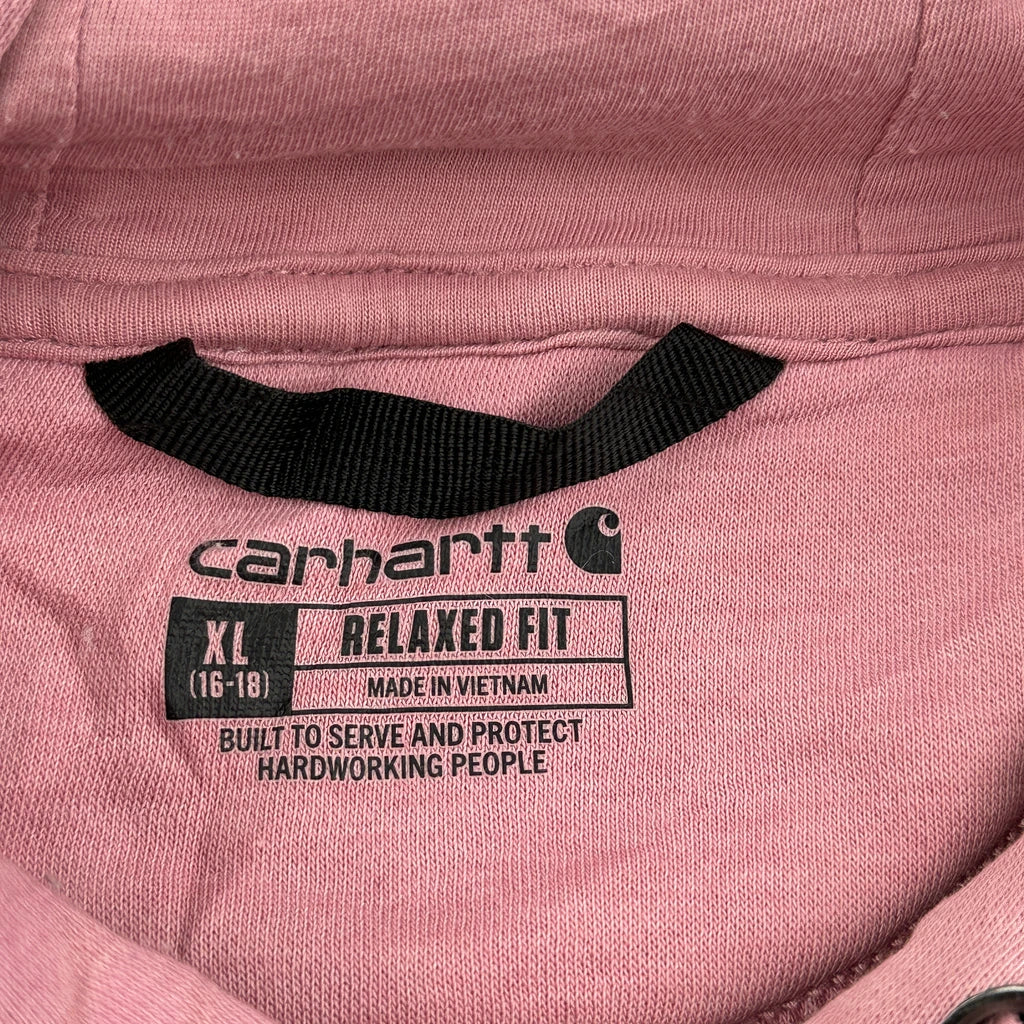 carhartt
XL
(16-18)
RELAXED FIT
MADE IN VIETNAM
BUILT TO SERVE AND PROTECT
HARDWORKING PEOPLE